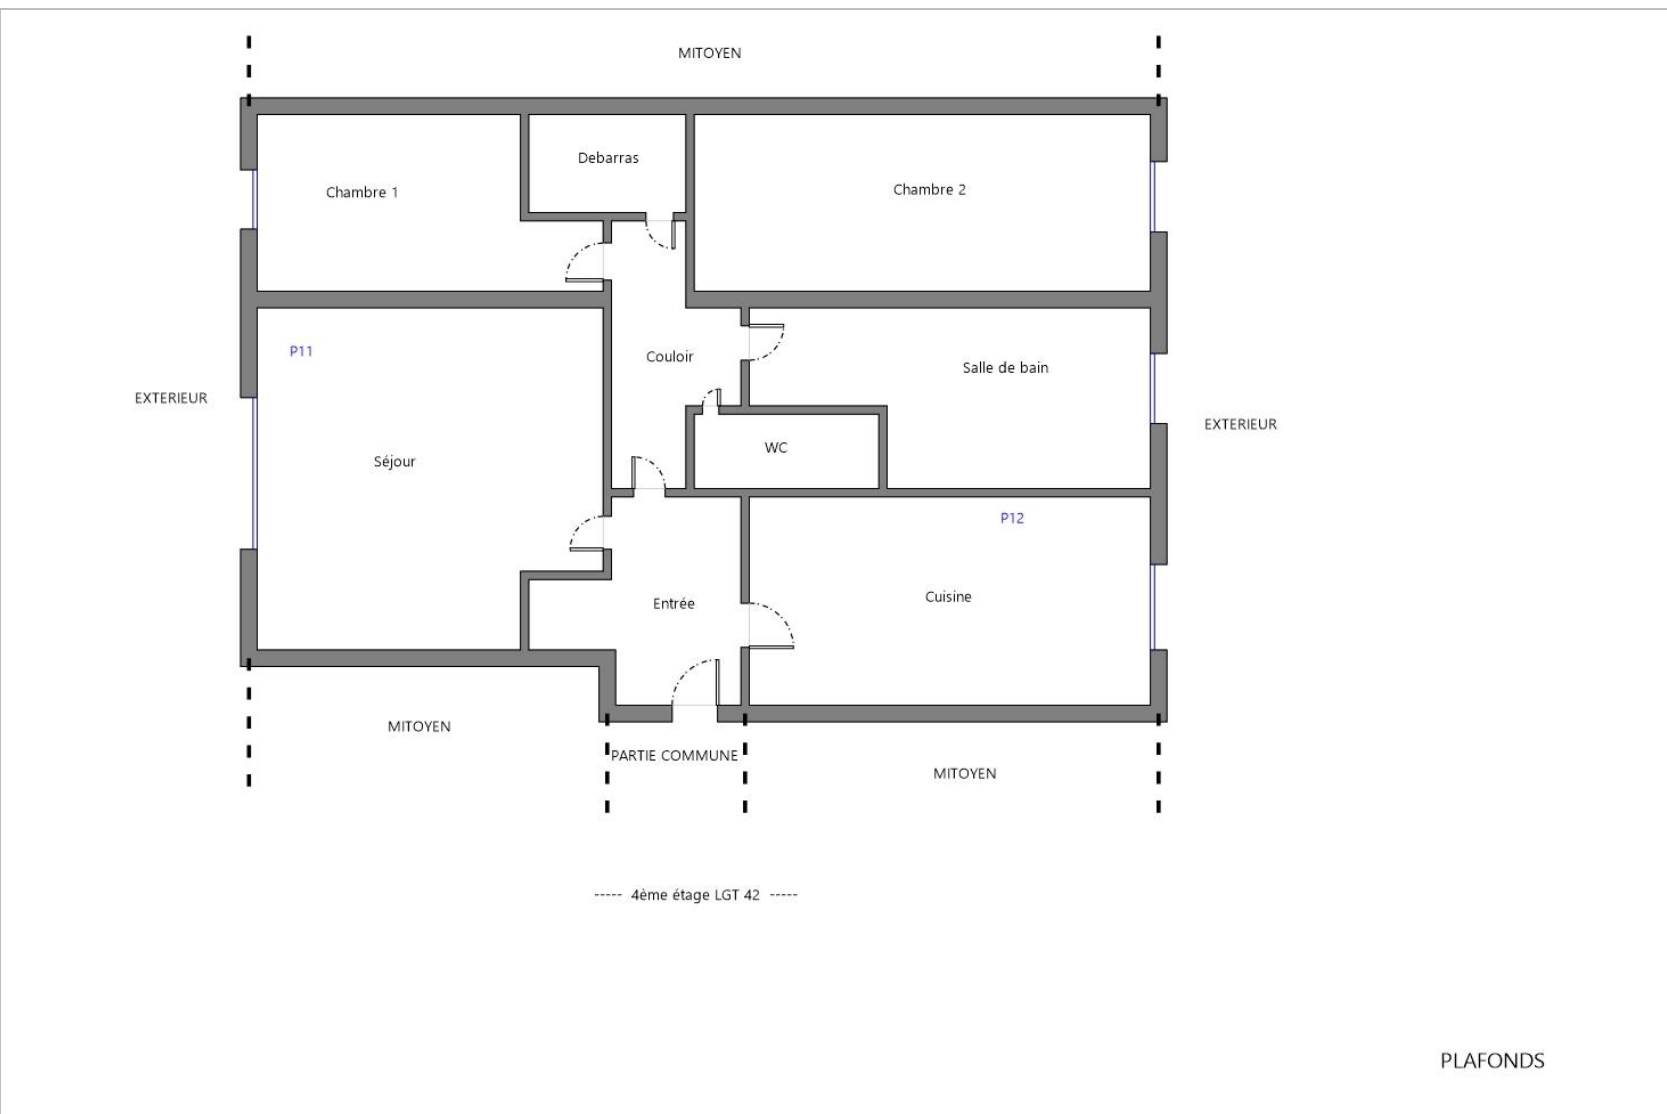 MITOYEN
Debarras
Chambre 1
Chambre 2
P11
Couloir
Salle de bain
EXTERIEUR
EXTERIEUR
WC
Séjour
P12
Cuisine
Entrée
MITOYEN
PARTIE COMMUNE
MITOYEN
----- 4ème étage LGT 42 -----
PLAFONDS